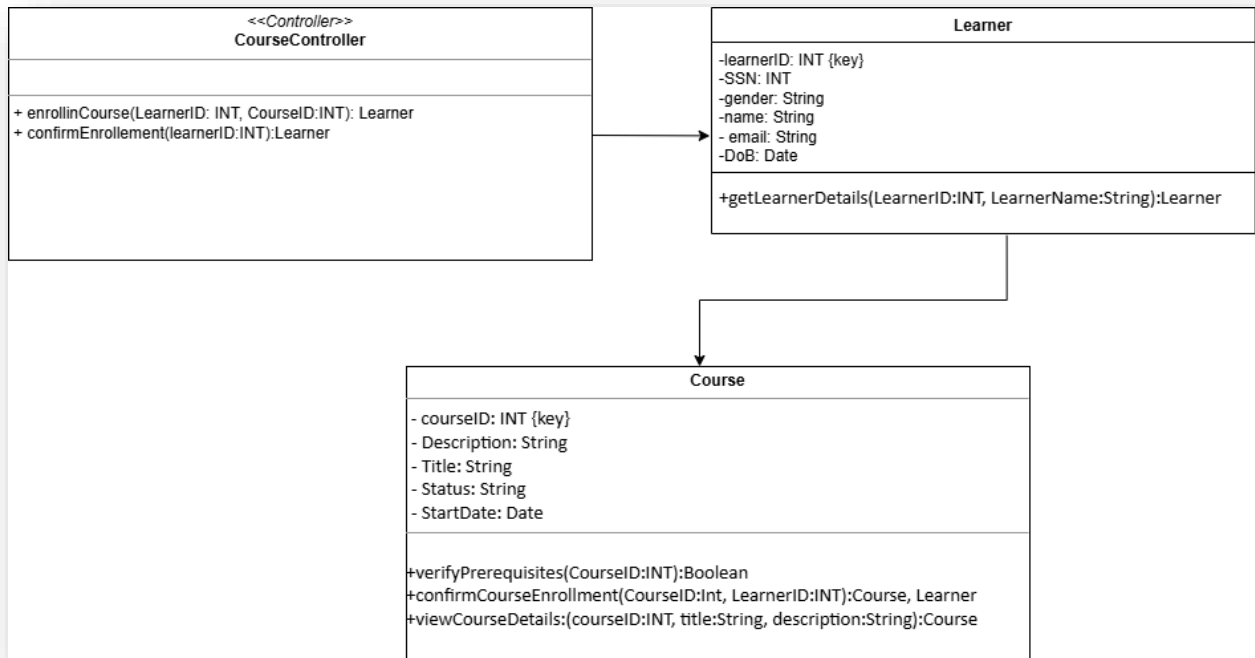 <<Controller>>
CourseController
+ enrollinCourse(LearnerID: INT, CourseID:INT): Learner
+ confirmEnrollement(learnerID:INT):Learner
Learner
-learnerID: INT {key}
-SSN: INT
-gender: String
-name: String
- email: String
-DoB: Date
+getLearnerDetails(LearnerID:INT, LearnerName:String):Learner
Course
- courseID: INT {key}
- Description: String
- Title: String
- Status: String
- StartDate: Date
+verifyPrerequisites(CourseID:INT):Boolean
+confirmCourseEnrollment(CourseID:Int, LearnerID:INT):Course, Learner
+viewCourseDetails:(courseID:INT, title:String, description:String):Course